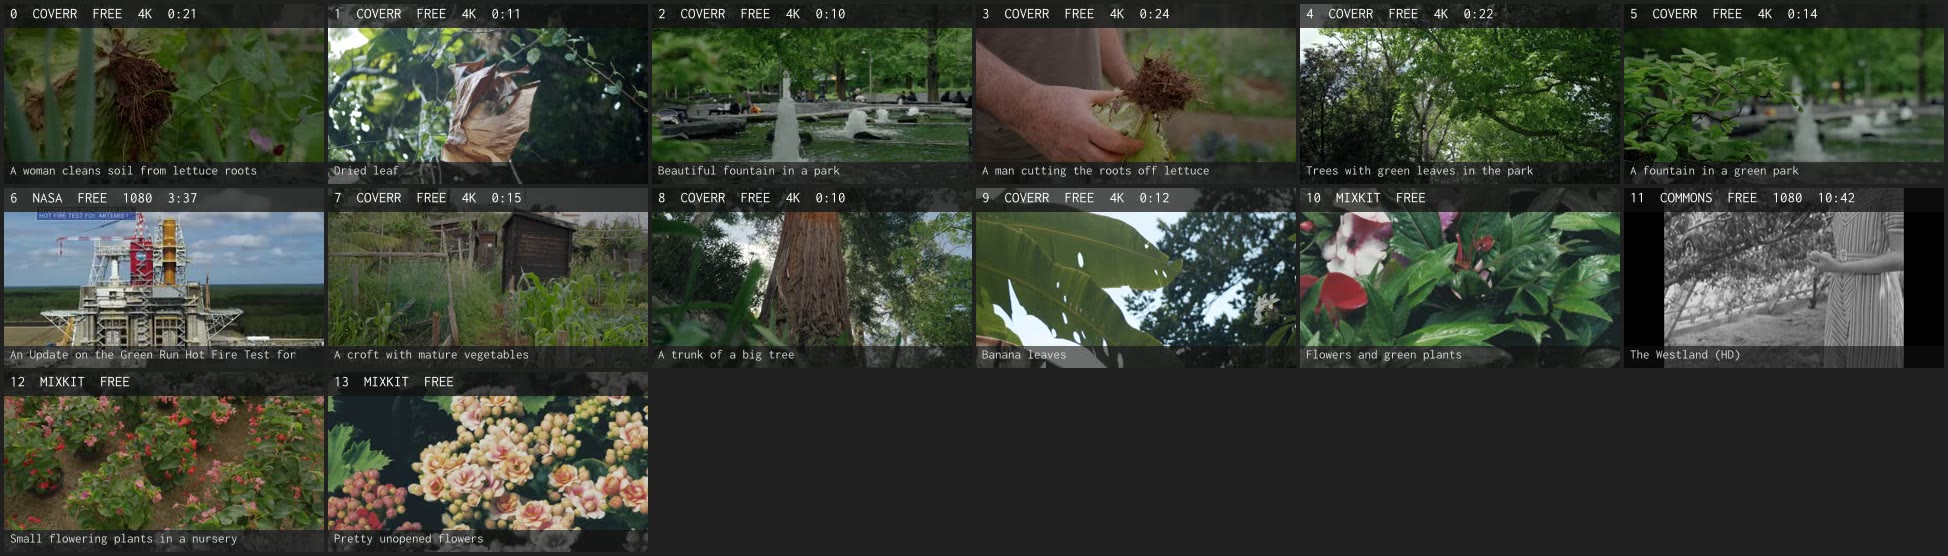 0 COVERR FREE 4K 0:21
A woman cleans soil from lettuce roots
1 COVERR FREE 4K 0:11
Dried leaf
2 COVERR FREE 4K 0:10
Beautiful fountain in a park
3 COVERR FREE 4K 0:24
A man cutting the roots off lettuce
4 COVERR FREE 4K 0:22
Trees with green leaves in the park
5 COVERR FREE 4K 0:14
A fountain in a green park
6 NASA FREE 1080 3:37
HOT FIRE TEST FOR ARTEMIS I
An Update on the Green Run Hot Fire Test for
7 COVERR FREE 4K 0:15
A croft with mature vegetables
8 COVERR FREE 4K 0:10
A trunk of a big tree
9 COVERR FREE 4K 0:12
Banana leaves
10 MIXKIT FREE
Flowers and green plants
11 COMMONS FREE 1080 10:42
The Westland (HD)
12 MIXKIT FREE
Small flowering plants in a nursery
13 MIXKIT FREE
Pretty unopened flowers